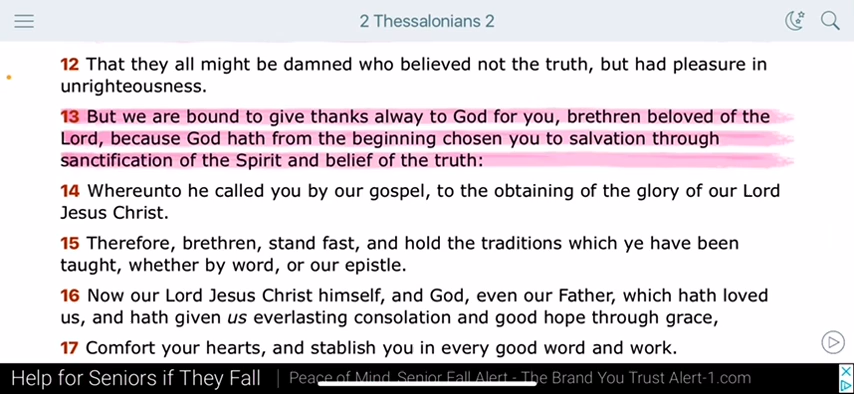 2 Thessalonians 2
12 That they all might be damned who believed not the truth, but had pleasure in
unrighteousness.
13 But we are bound to give thanks alway to God for you, brethren beloved of the
Lord, because God hath from the beginning chosen you to salvation through
sanctification of the Spirit and belief of the truth:
14 Whereunto he called you by our gospel, to the obtaining of the glory of our Lord
Jesus Christ.
15 Therefore, brethren, stand fast, and hold the traditions which ye have been
taught, whether by word, or our epistle.
16 Now our Lord Jesus Christ himself, and God, even our Father, which hath loved
us, and hath given us everlasting consolation and good hope through grace,
17 Comfort your hearts, and stablish you in every good word and work.
Help for Seniors if They Fall | Peace of Mind. Senior Fall Alert - The Brand You Trust Alert-1.com